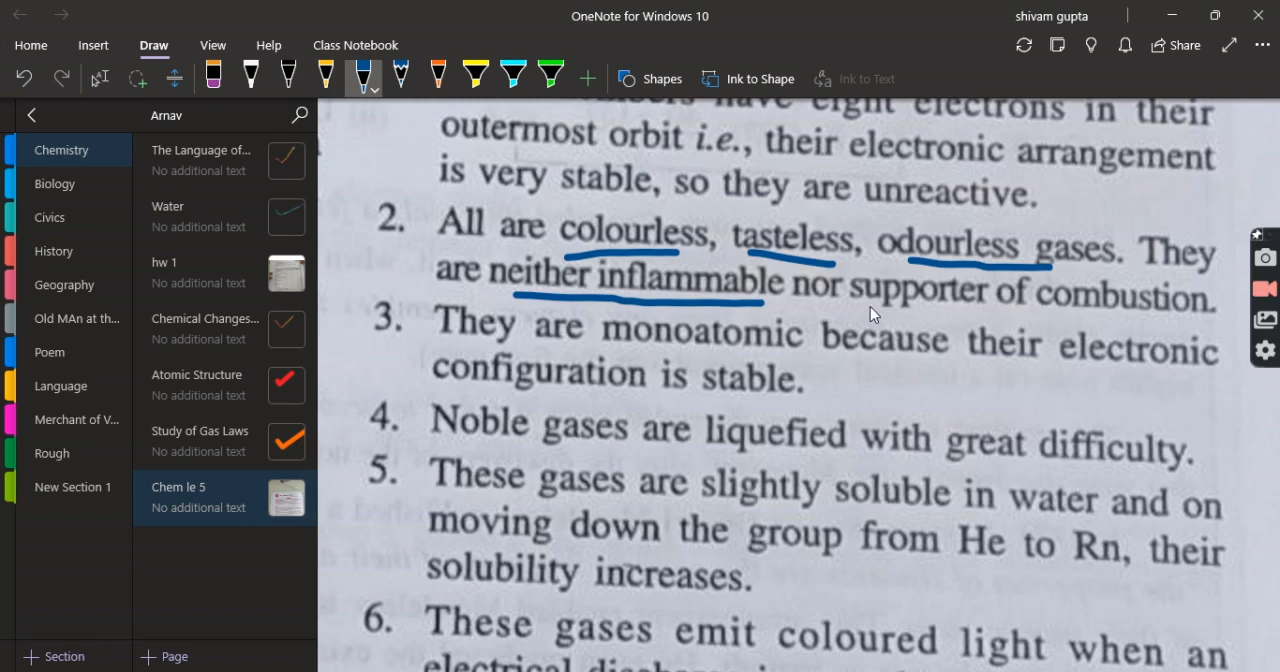 OneNote for Windows 10
shivam gupta
Home
Insert
Draw
View
Help
Class Notebook
Share
Shapes
Ink to Shape
Ink to Text
Arnav
Chemistry
Biology
Civics
History
Geography
Old MAn at th...
Poem
Language
Merchant of V...
Rough
New Section 1
Section
The Language of...
No additional text
Water
No additional text
hw 1
No additional text
Chemical Changes...
No additional text
Atomic Structure
No additional text
Study of Gas Laws
No additional text
Chem le 5
No additional text
Page
have eight electrons in their
outermost orbit i.e., their electronic arrangement
is very stable, so they are unreactive.
2. All are colourless, tasteless, odourless gases. They
are neither inflammable nor supporter of combustion.
3. They are monoatomic because their electronic
configuration is stable.
4. Noble gases are liquefied with great difficulty.
5. These gases are slightly soluble in water and on
moving down the group from He to Rn, their
solubility increases.
6. These gases emit coloured light when an